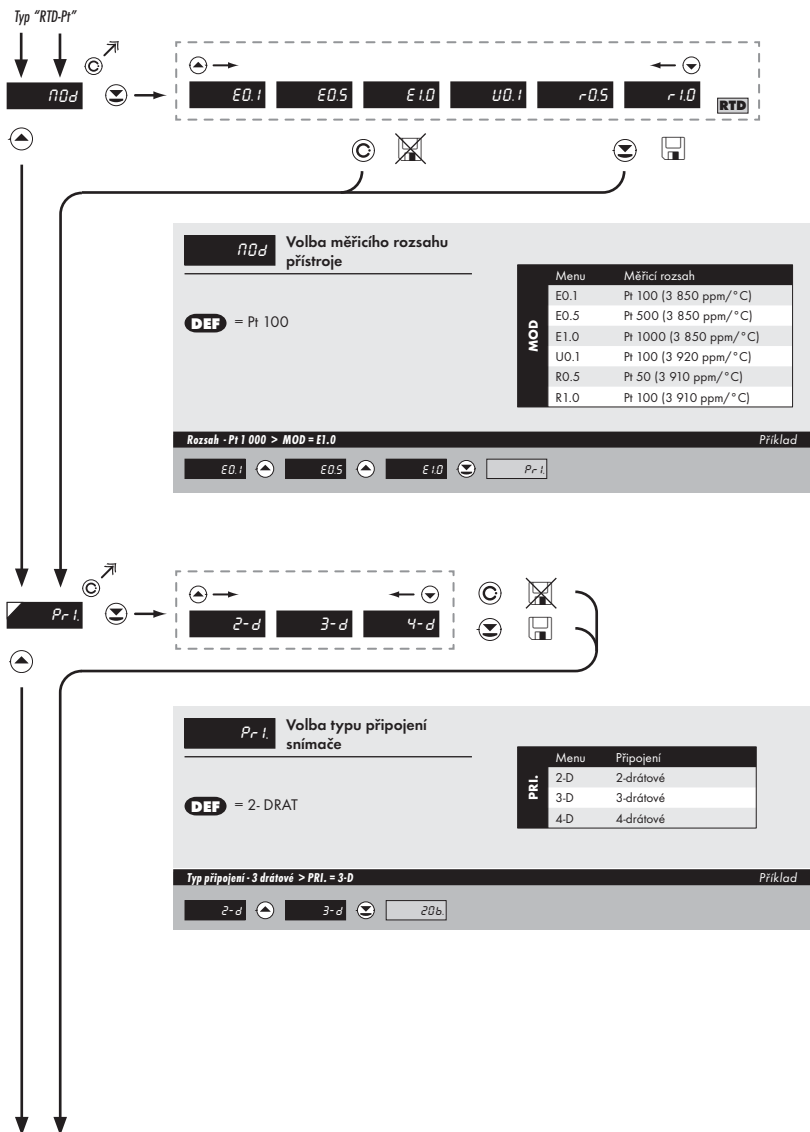 Typ "RTD-Pt"
MOd
E0.1 E0.5 E1.0 U0.1 r0.5 r1.0 RTD
MOd Volba měřicího rozsahu
přístroje
DEF = Pt 100
MOD
Menu Měřicí rozsah
E0.1 Pt 100 (3 850 ppm/°C)
E0.5 Pt 500 (3 850 ppm/°C)
E1.0 Pt 1000 (3 850 ppm/°C)
U0.1 Pt 100 (3 920 ppm/°C)
R0.5 Pt 50 (3 910 ppm/°C)
R1.0 Pt 100 (3 910 ppm/°C)
Rozsah - Pt 1 000 > MOD = E1.0 Příklad
E0.1 E0.5 E1.0 Pr1.
Pr1.
2-d 3-d 4-d
Pr1. Volba typu připojení
snímače
DEF = 2- DRAT
PRI.
Menu Připojení
2-D 2-drátové
3-D 3-drátové
4-D 4-drátové
Typ připojení - 3 drátové > PRI. = 3-D Příklad
2-d 3-d 20b.